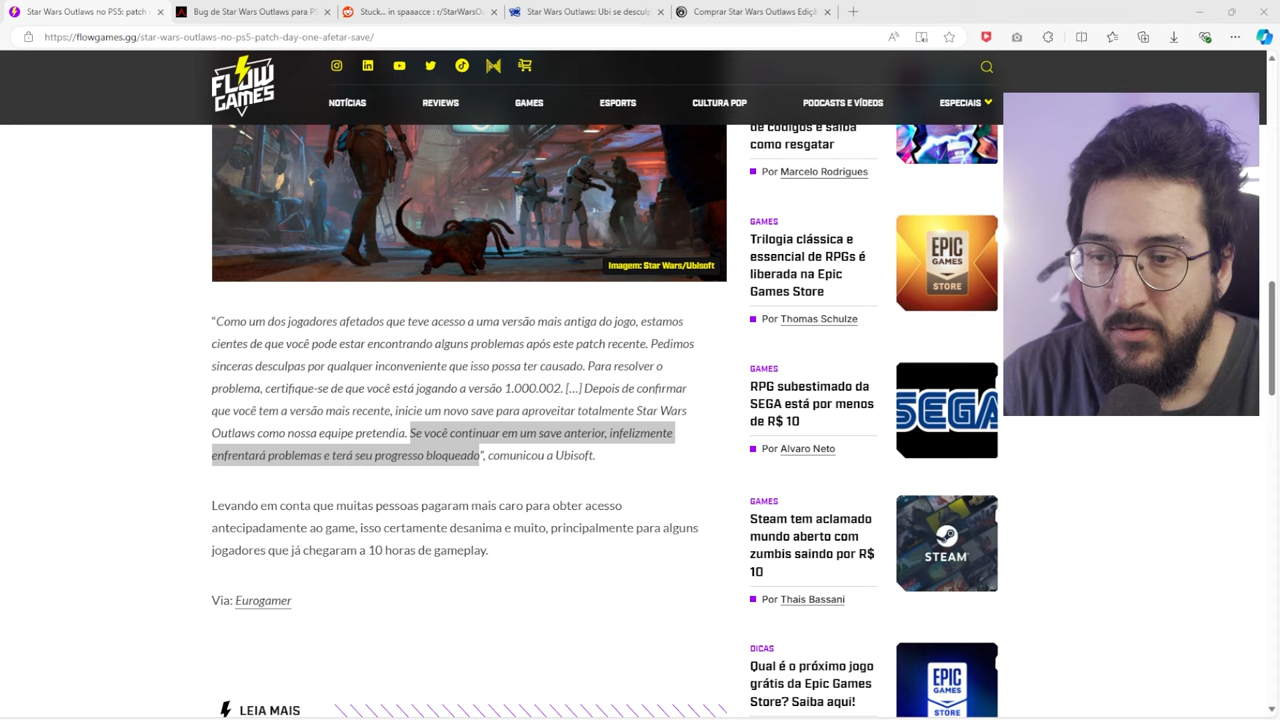 Star Wars Outlaws no PS5: patch d
Bug de Star Wars Outlaws para PS
Stuck... in spaaacce : r/StarWarsOu
Star Wars Outlaws: Ubi se desculp
Comprar Star Wars Outlaws Ediçã
https://flowgames.gg/star-wars-outlaws-no-ps5-patch-day-one-afetar-save/
FLOW GAMES
NOTÍCIAS
REVIEWS
GAMES
ESPORTS
CULTURA POP
PODCASTS E VÍDEOS
ESPECIAIS
Imagem: Star Wars/Ubisoft
“Como um dos jogadores afetados que teve acesso a uma versão mais antiga do jogo, estamos
cientes de que você pode estar encontrando alguns problemas após este patch recente. Pedimos
sinceras desculpas por qualquer inconveniente que isso possa ter causado. Para resolver o
problema, certifique-se de que você está jogando a versão 1.000.002. […] Depois de confirmar
que você tem a versão mais recente, inicie um novo save para aproveitar totalmente Star Wars
Outlaws como nossa equipe pretendia. Se você continuar em um save anterior, infelizmente
enfrentará problemas e terá seu progresso bloqueado”, comunicou a Ubisoft.
Levando em conta que muitas pessoas pagaram mais caro para obter acesso
antecipadamente ao game, isso certamente desanima e muito, principalmente para alguns
jogadores que já chegaram a 10 horas de gameplay.
Via: Eurogamer
LEIA MAIS
de códigos e saiba
como resgatar
Por Marcelo Rodrigues
GAMES
Trilogia clássica e
essencial de RPGs é
liberada na Epic
Games Store
Por Thomas Schulze
EPIC
GAMES
STORE
GAMES
RPG subestimado da
SEGA está por menos
de R$ 10
Por Alvaro Neto
SEGA
GAMES
Steam tem aclamado
mundo aberto com
zumbis saindo por R$
10
Por Thais Bassani
STEAM
DICAS
Qual é o próximo jogo
grátis da Epic Games
Store? Saiba aqui!
EPIC
GAMES
STORE